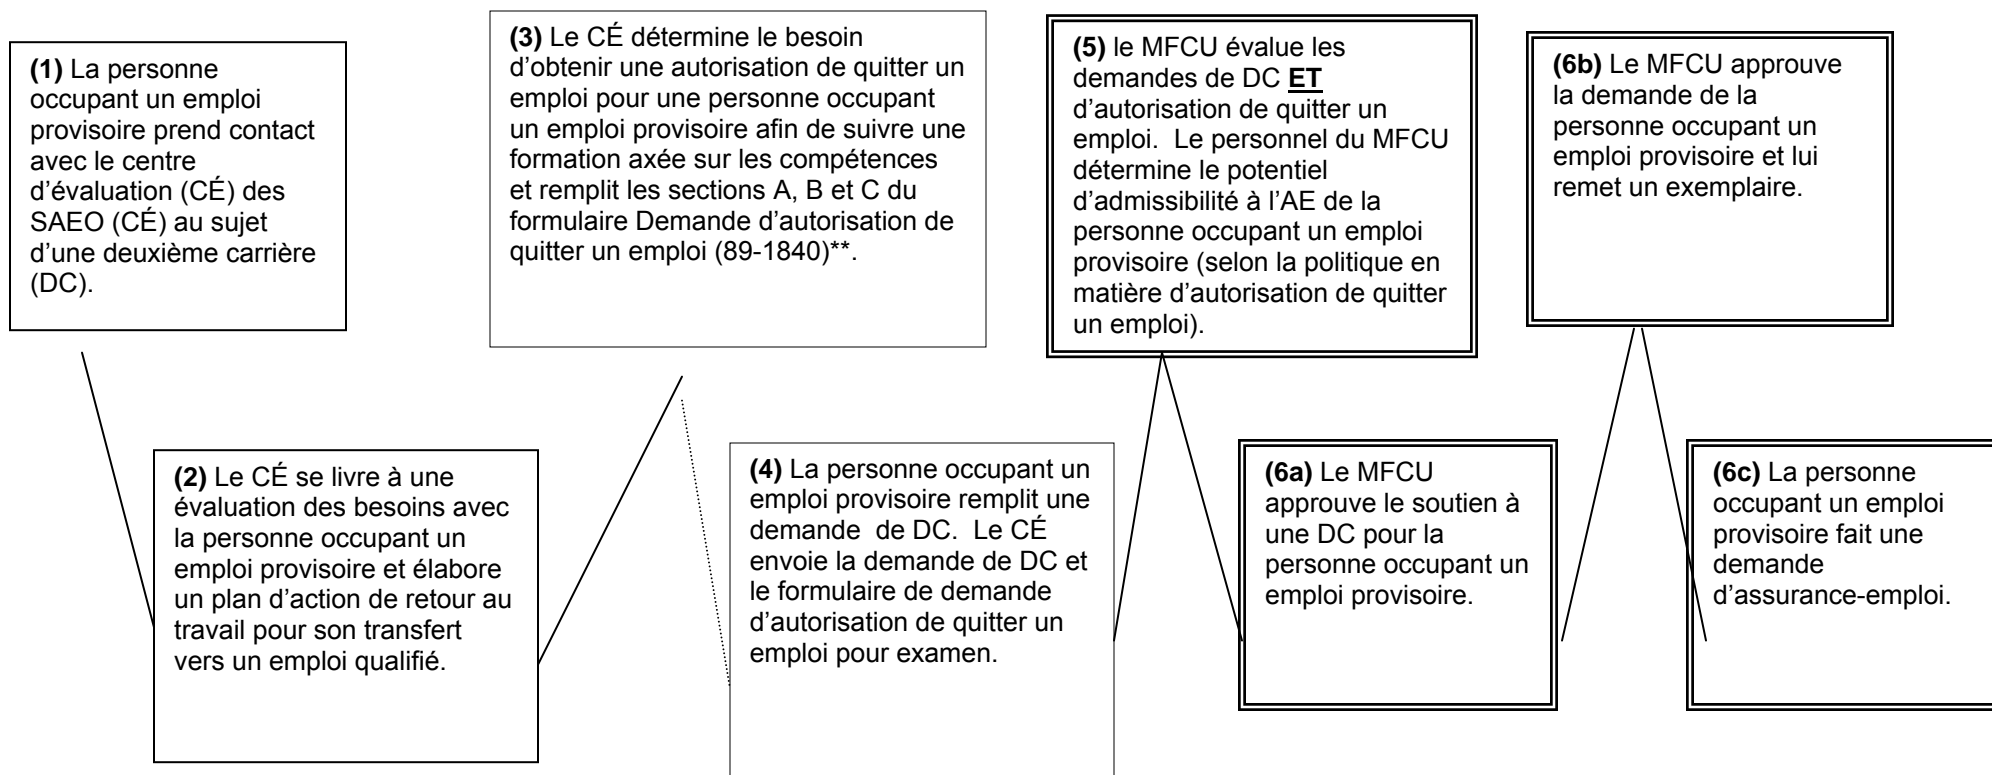 (1) La personne
occupant un emploi
provisoire prend contact
avec le centre
d'évaluation (CÉ) des
SAEO (CÉ) au sujet
d'une deuxième carrière
(DC).
(2) Le CÉ se livre à une
évaluation des besoins avec
la personne occupant un
emploi provisoire et élabore
un plan d'action de retour au
travail pour son transfert
vers un emploi qualifié.
(3) Le CÉ détermine le besoin
d'obtenir une autorisation de quitter un
emploi pour une personne occupant
un emploi provisoire afin de suivre une
formation axée sur les compétences
et remplit les sections A, B et C du
formulaire Demande d'autorisation de
quitter un emploi (89-1840)**.
(4) La personne occupant un
emploi provisoire remplit une
demande de DC. Le CÉ
envoie la demande de DC et
le formulaire de demande
d'autorisation de quitter un
emploi pour examen.
(5) le MFCU évalue les
demandes de DC ET
d'autorisation de quitter un
emploi. Le personnel du MFCU
détermine le potentiel
d'admissibilité à l'AE de la
personne occupant un emploi
provisoire (selon la politique en
matière d'autorisation de quitter
un emploi).
(6a) Le MFCU
approuve le soutien à
une DC pour la
personne occupant un
emploi provisoire.
(6b) Le MFCU approuve
la demande de la
personne occupant un
emploi provisoire et lui
remet un exemplaire.
(6c) La personne
occupant un emploi
provisoire fait une
demande
d'assurance-emploi.